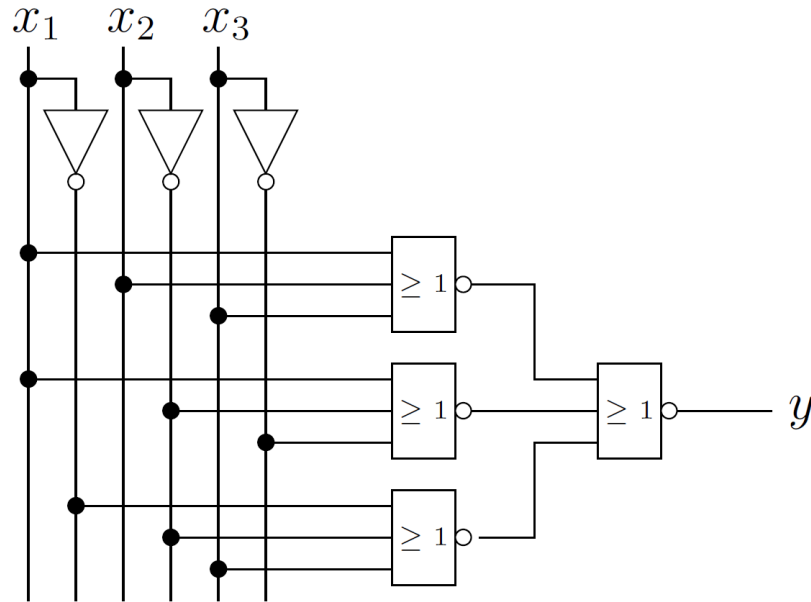 x₁ x₂ x₃
≥ 1
≥ 1
≥ 1
y
≥ 1